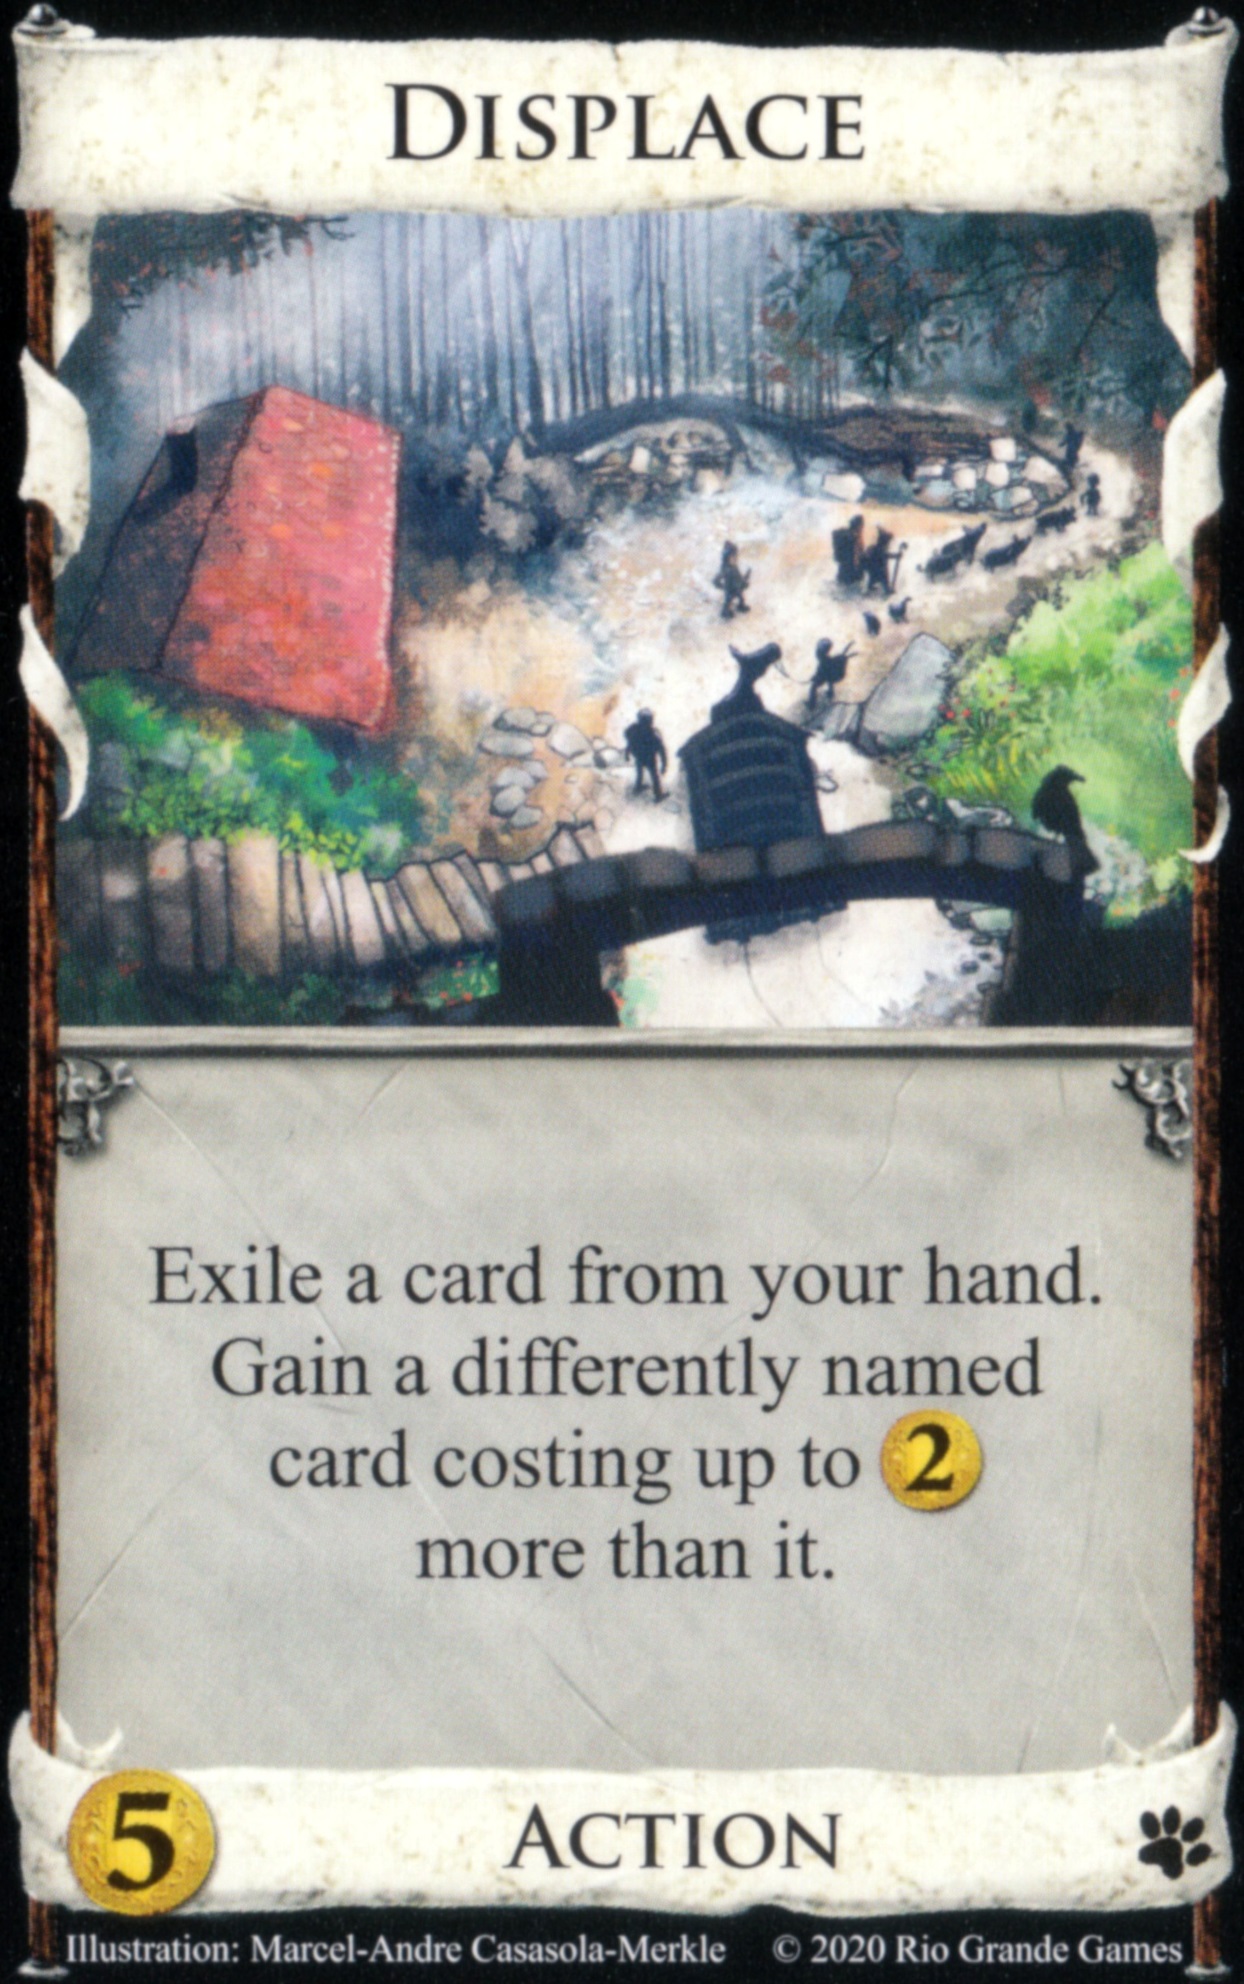 DISPLACE
Exile a card from your hand.
Gain a differently named
card costing up to 2
more than it.
5 ACTION
Illustration: Marcel-Andre Casasola-Merkle © 2020 Rio Grande Games